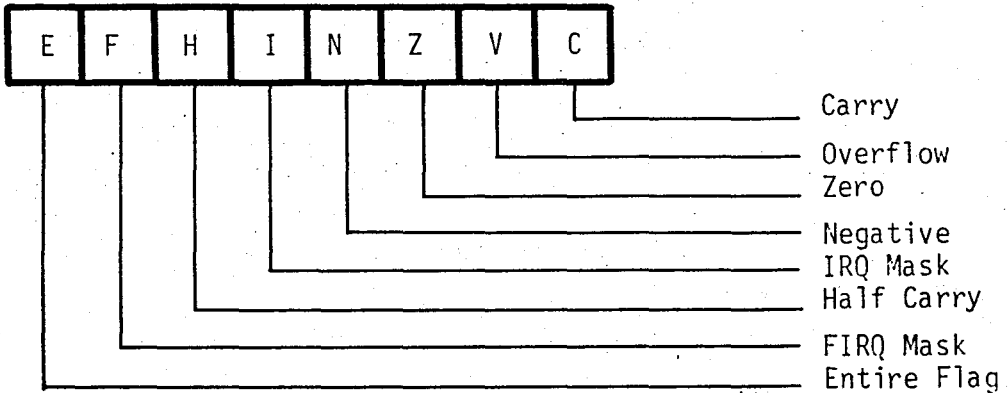 E F H I N Z V C
Carry
Overflow
Zero
Negative
IRQ Mask
Half Carry
FIRQ Mask
Entire Flag